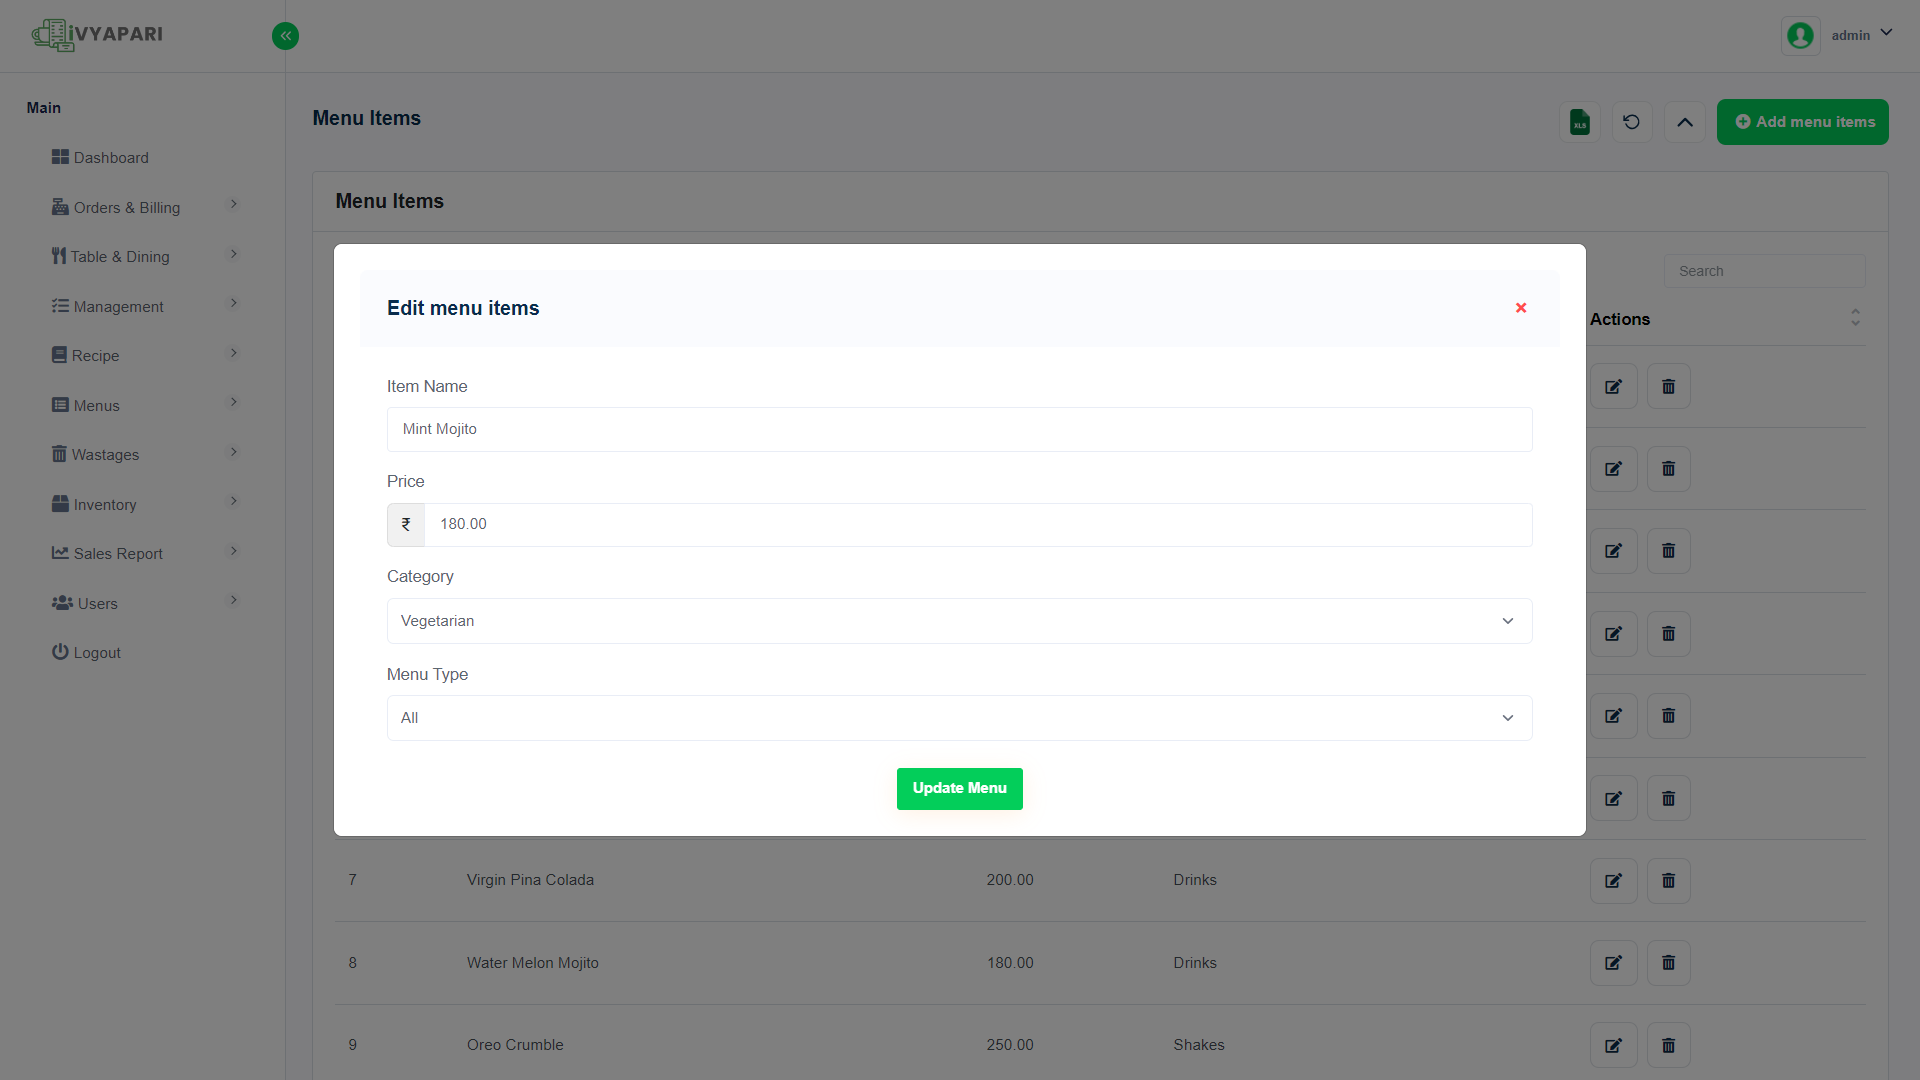 iVYAPARI
admin
Main
Dashboard
Orders & Billing
Table & Dining
Management
Recipe
Menus
Wastages
Inventory
Sales Report
Users
Logout
Menu Items
XLS
Add menu items
Menu Items
Search
Actions
Edit menu items
Item Name
Mint Mojito
Price
₹ 180.00
Category
Vegetarian
Menu Type
All
Update Menu
7 Virgin Pina Colada 200.00 Drinks
8 Water Melon Mojito 180.00 Drinks
9 Oreo Crumble 250.00 Shakes